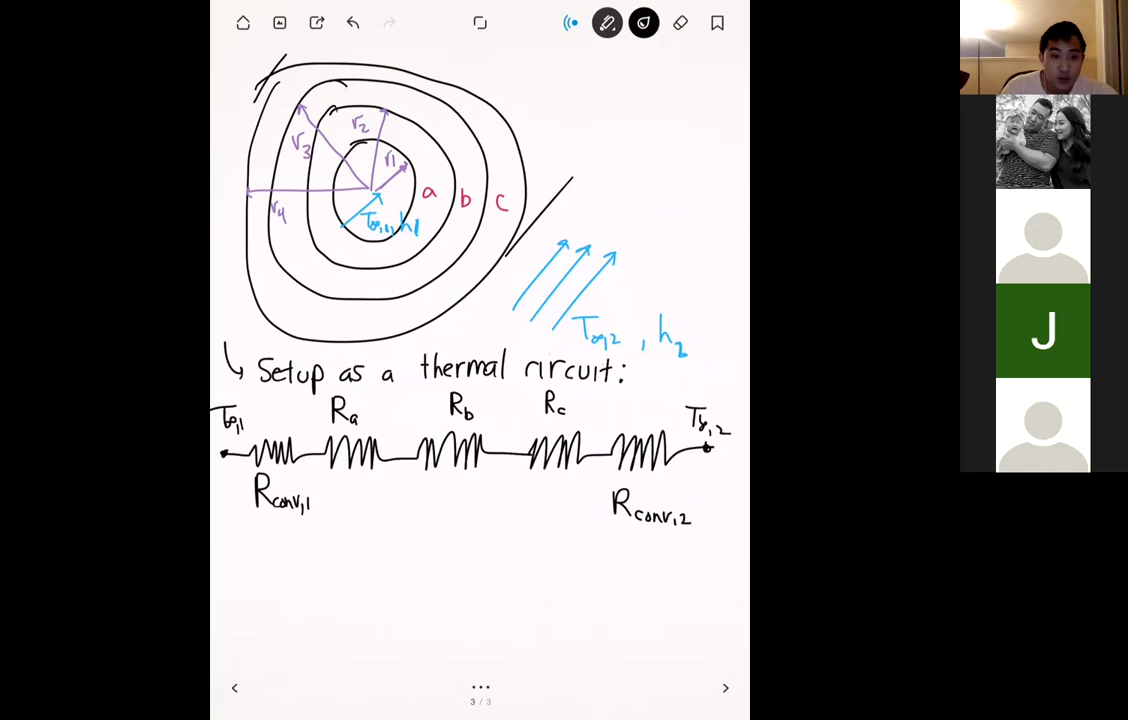 r2
r3
r1
a b c
r4
T∞,1, h1
T∞,2 , h2
↳ Setup as a thermal circuit:
T∞,1 Ra Rb Rc T∞,2
Rconv,1 Rconv,2
J
3 / 3